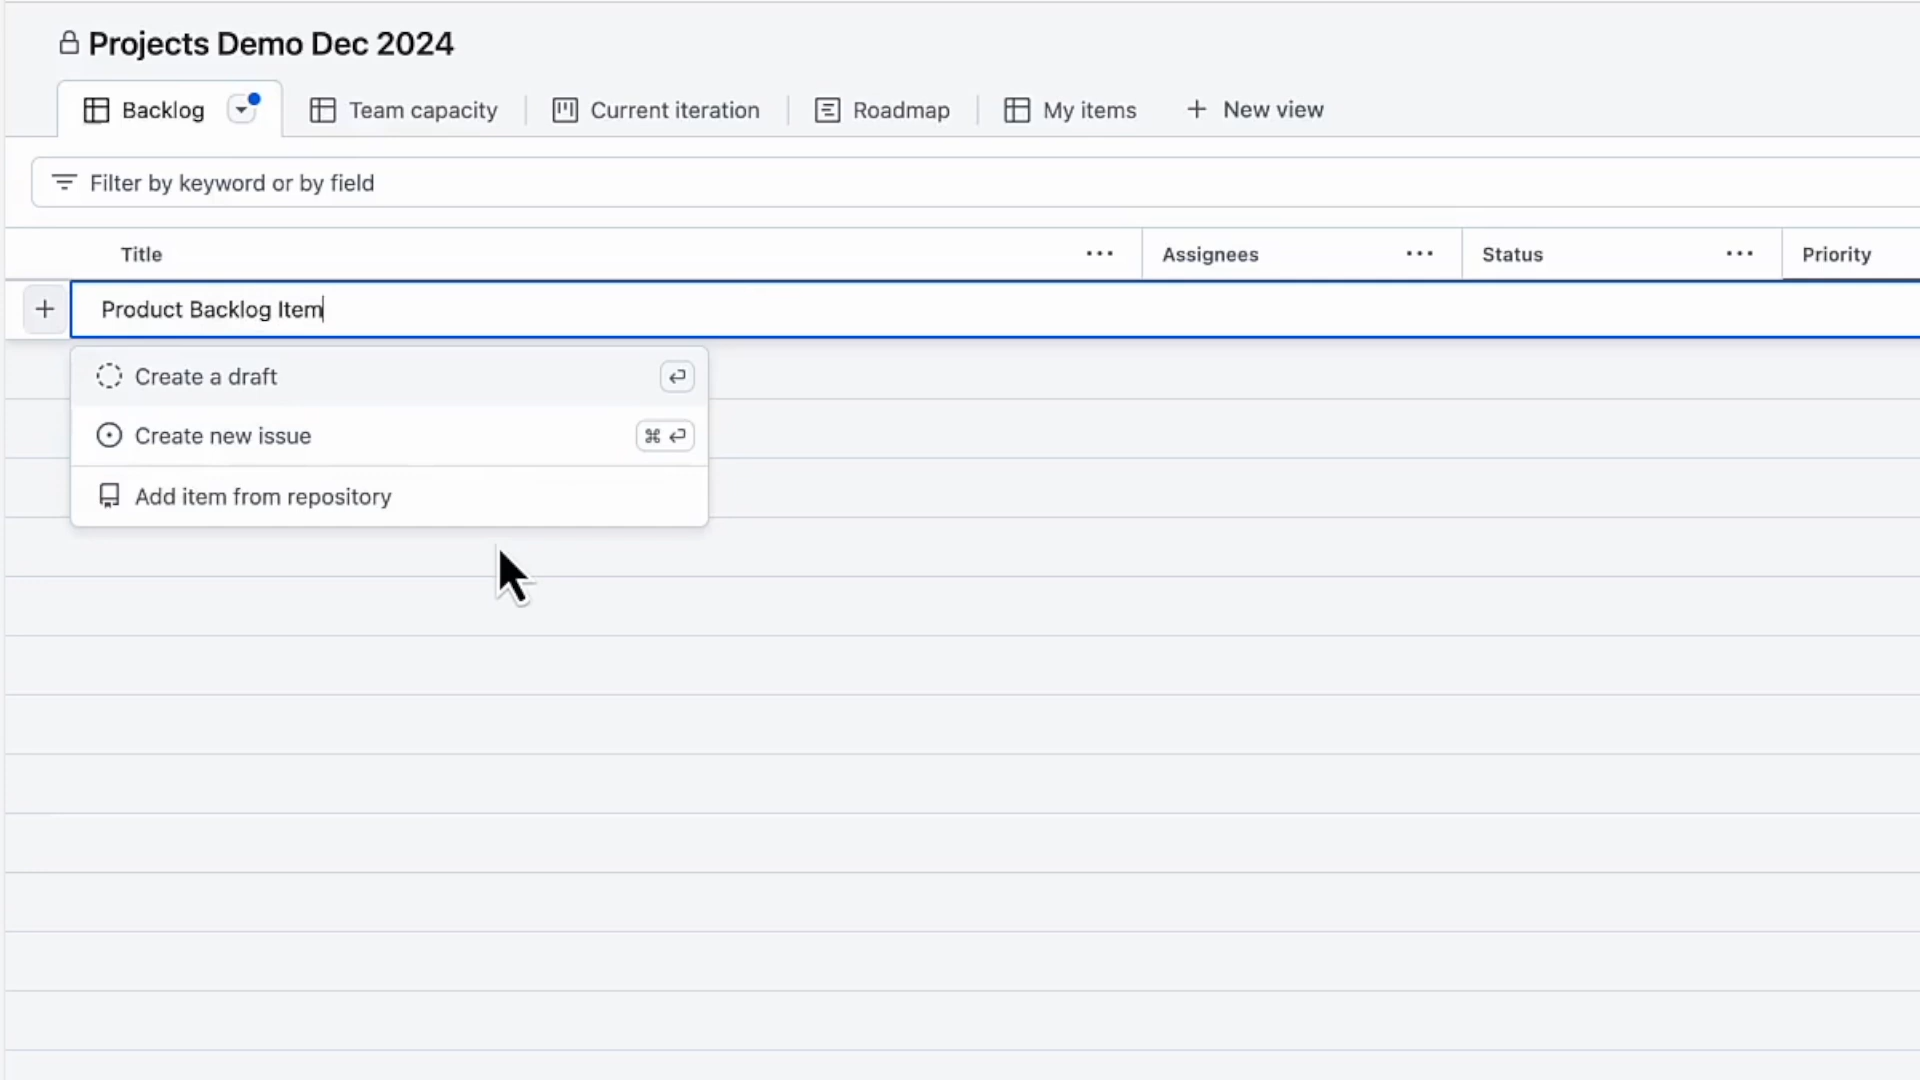 Projects Demo Dec 2024
Backlog Team capacity Current iteration Roadmap My items + New view
Filter by keyword or by field
Title ... Assignees ... Status ... Priority
+ Product Backlog Item
Create a draft ↵
Create new issue ⌘ ↵
Add item from repository